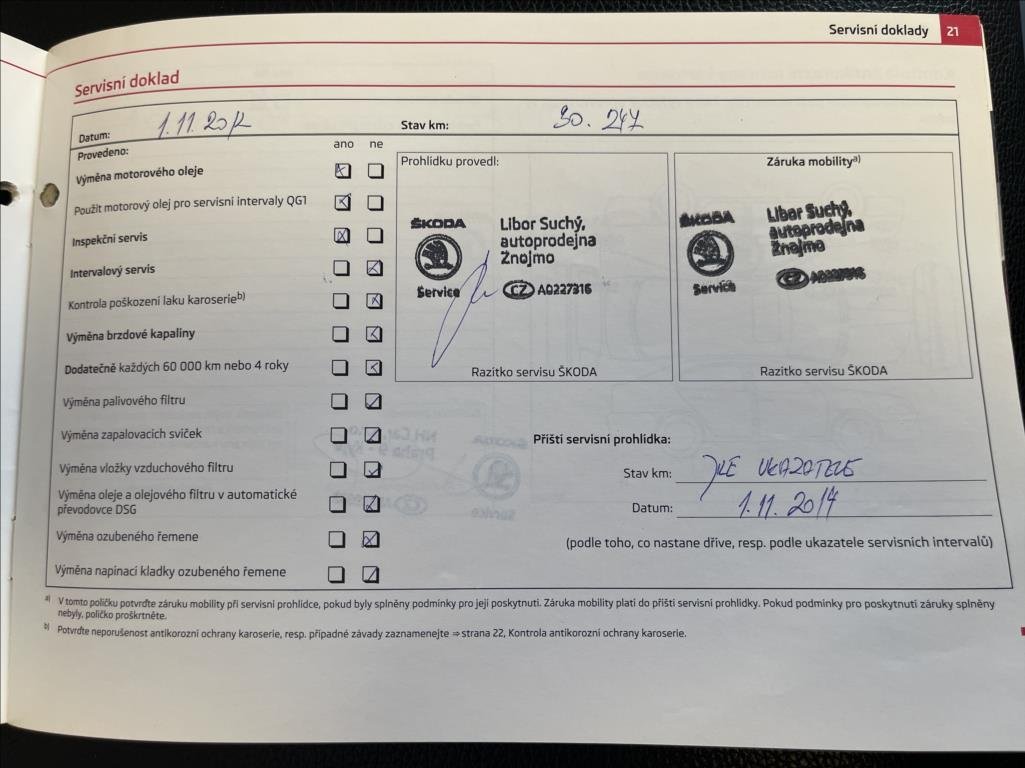 Servisní doklady 21
Servisní doklad
Datum: 1.11.2012 Stav km: 30.247
Provedeno: ano ne
Výměna motorového oleje
Použit motorový olej pro servisní intervaly QG1
Inspekční servis
Intervalový servis
Kontrola poškození laku karoserie b)
Výměna brzdové kapaliny
Dodatečně každých 60 000 km nebo 4 roky
Výměna palivového filtru
Výměna zapalovacích svíček
Výměna vložky vzduchového filtru
Výměna oleje a olejového filtru v automatické
převodovce DSG
Výměna ozubeného řemene
Výměna napínací kladky ozubeného řemene
Prohlídku provedl:
ŠKODA
Service
Libor Suchý,
autoprodejna
Znojmo
CZ A0227316
Razítko servisu ŠKODA
Záruka mobility a)
ŠKODA
Service
Libor Suchý,
autoprodejna
Znojmo
CZ A0227316
Razítko servisu ŠKODA
Příští servisní prohlídka:
Stav km: DLE UKAZATELE
Datum: 1.11.2014
(podle toho, co nastane dříve, resp. podle ukazatele servisních intervalů)
a) V tomto políčku potvrďte záruku mobility při servisní prohlídce, pokud byly splněny podmínky pro její poskytnutí. Záruka mobility platí do příští servisní prohlídky. Pokud podmínky pro poskytnutí záruky splněny
nebyly, políčko proškrtněte.
b) Potvrďte neporušenost antikorozní ochrany karoserie, resp. případné závady zaznamenejte ⇒ strana 22, Kontrola antikorozní ochrany karoserie.